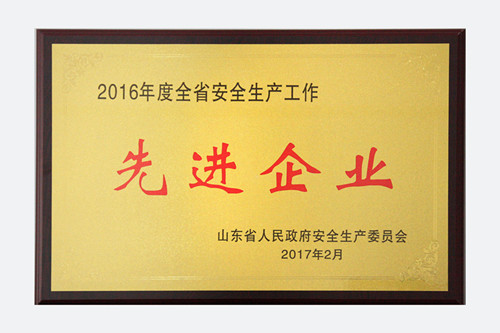 2016年度全省安全生产工作
先进企业
山东省人民政府安全生产委员会
2017年2月